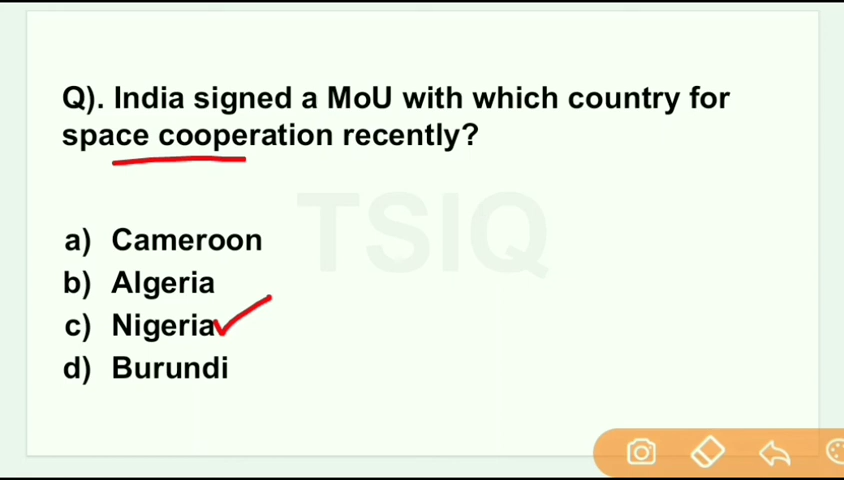 Q). India signed a MoU with which country for
space cooperation recently?
TSIQ
a) Cameroon
b) Algeria
c) Nigeria
d) Burundi